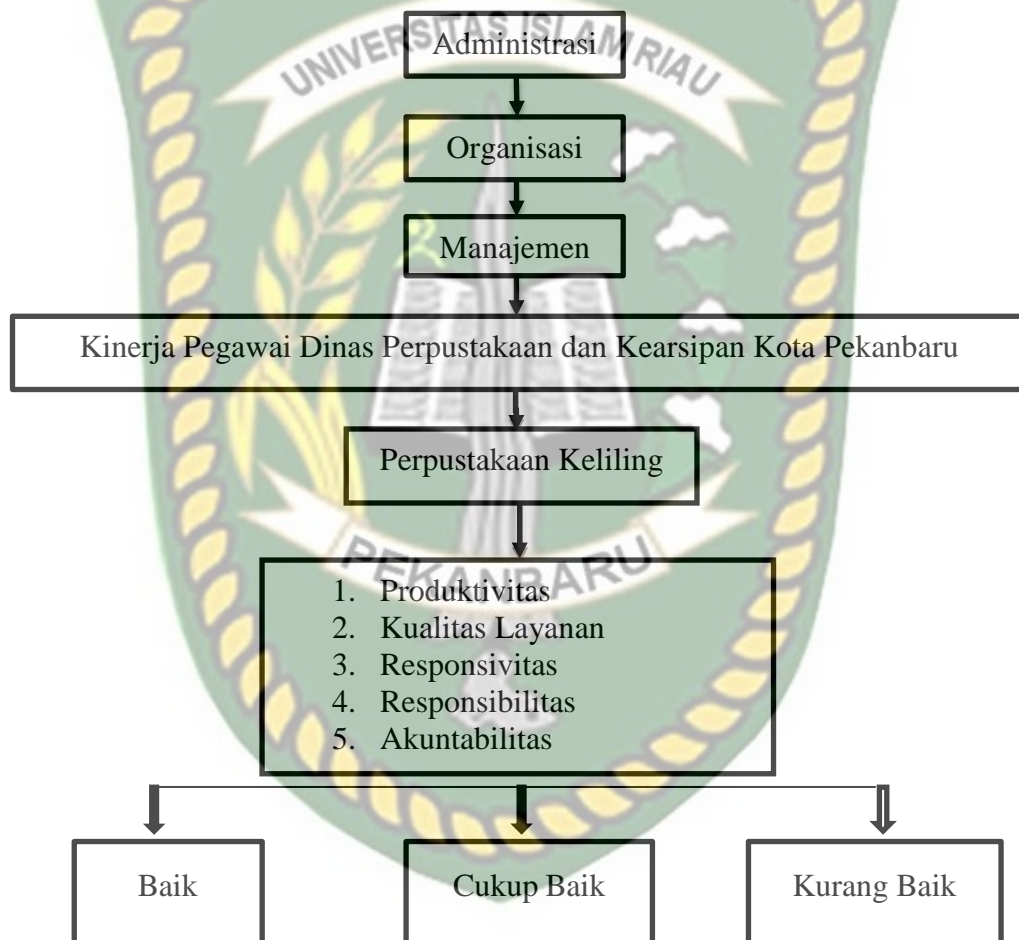 UNIVERSITAS ISLAM RIAU
Administrasi
Organisasi
Manajemen
Kinerja Pegawai Dinas Perpustakaan dan Kearsipan Kota Pekanbaru
Perpustakaan Keliling
PEKANBARU
1. Produktivitas
2. Kualitas Layanan
3. Responsivitas
4. Responsibilitas
5. Akuntabilitas
Baik
Cukup Baik
Kurang Baik